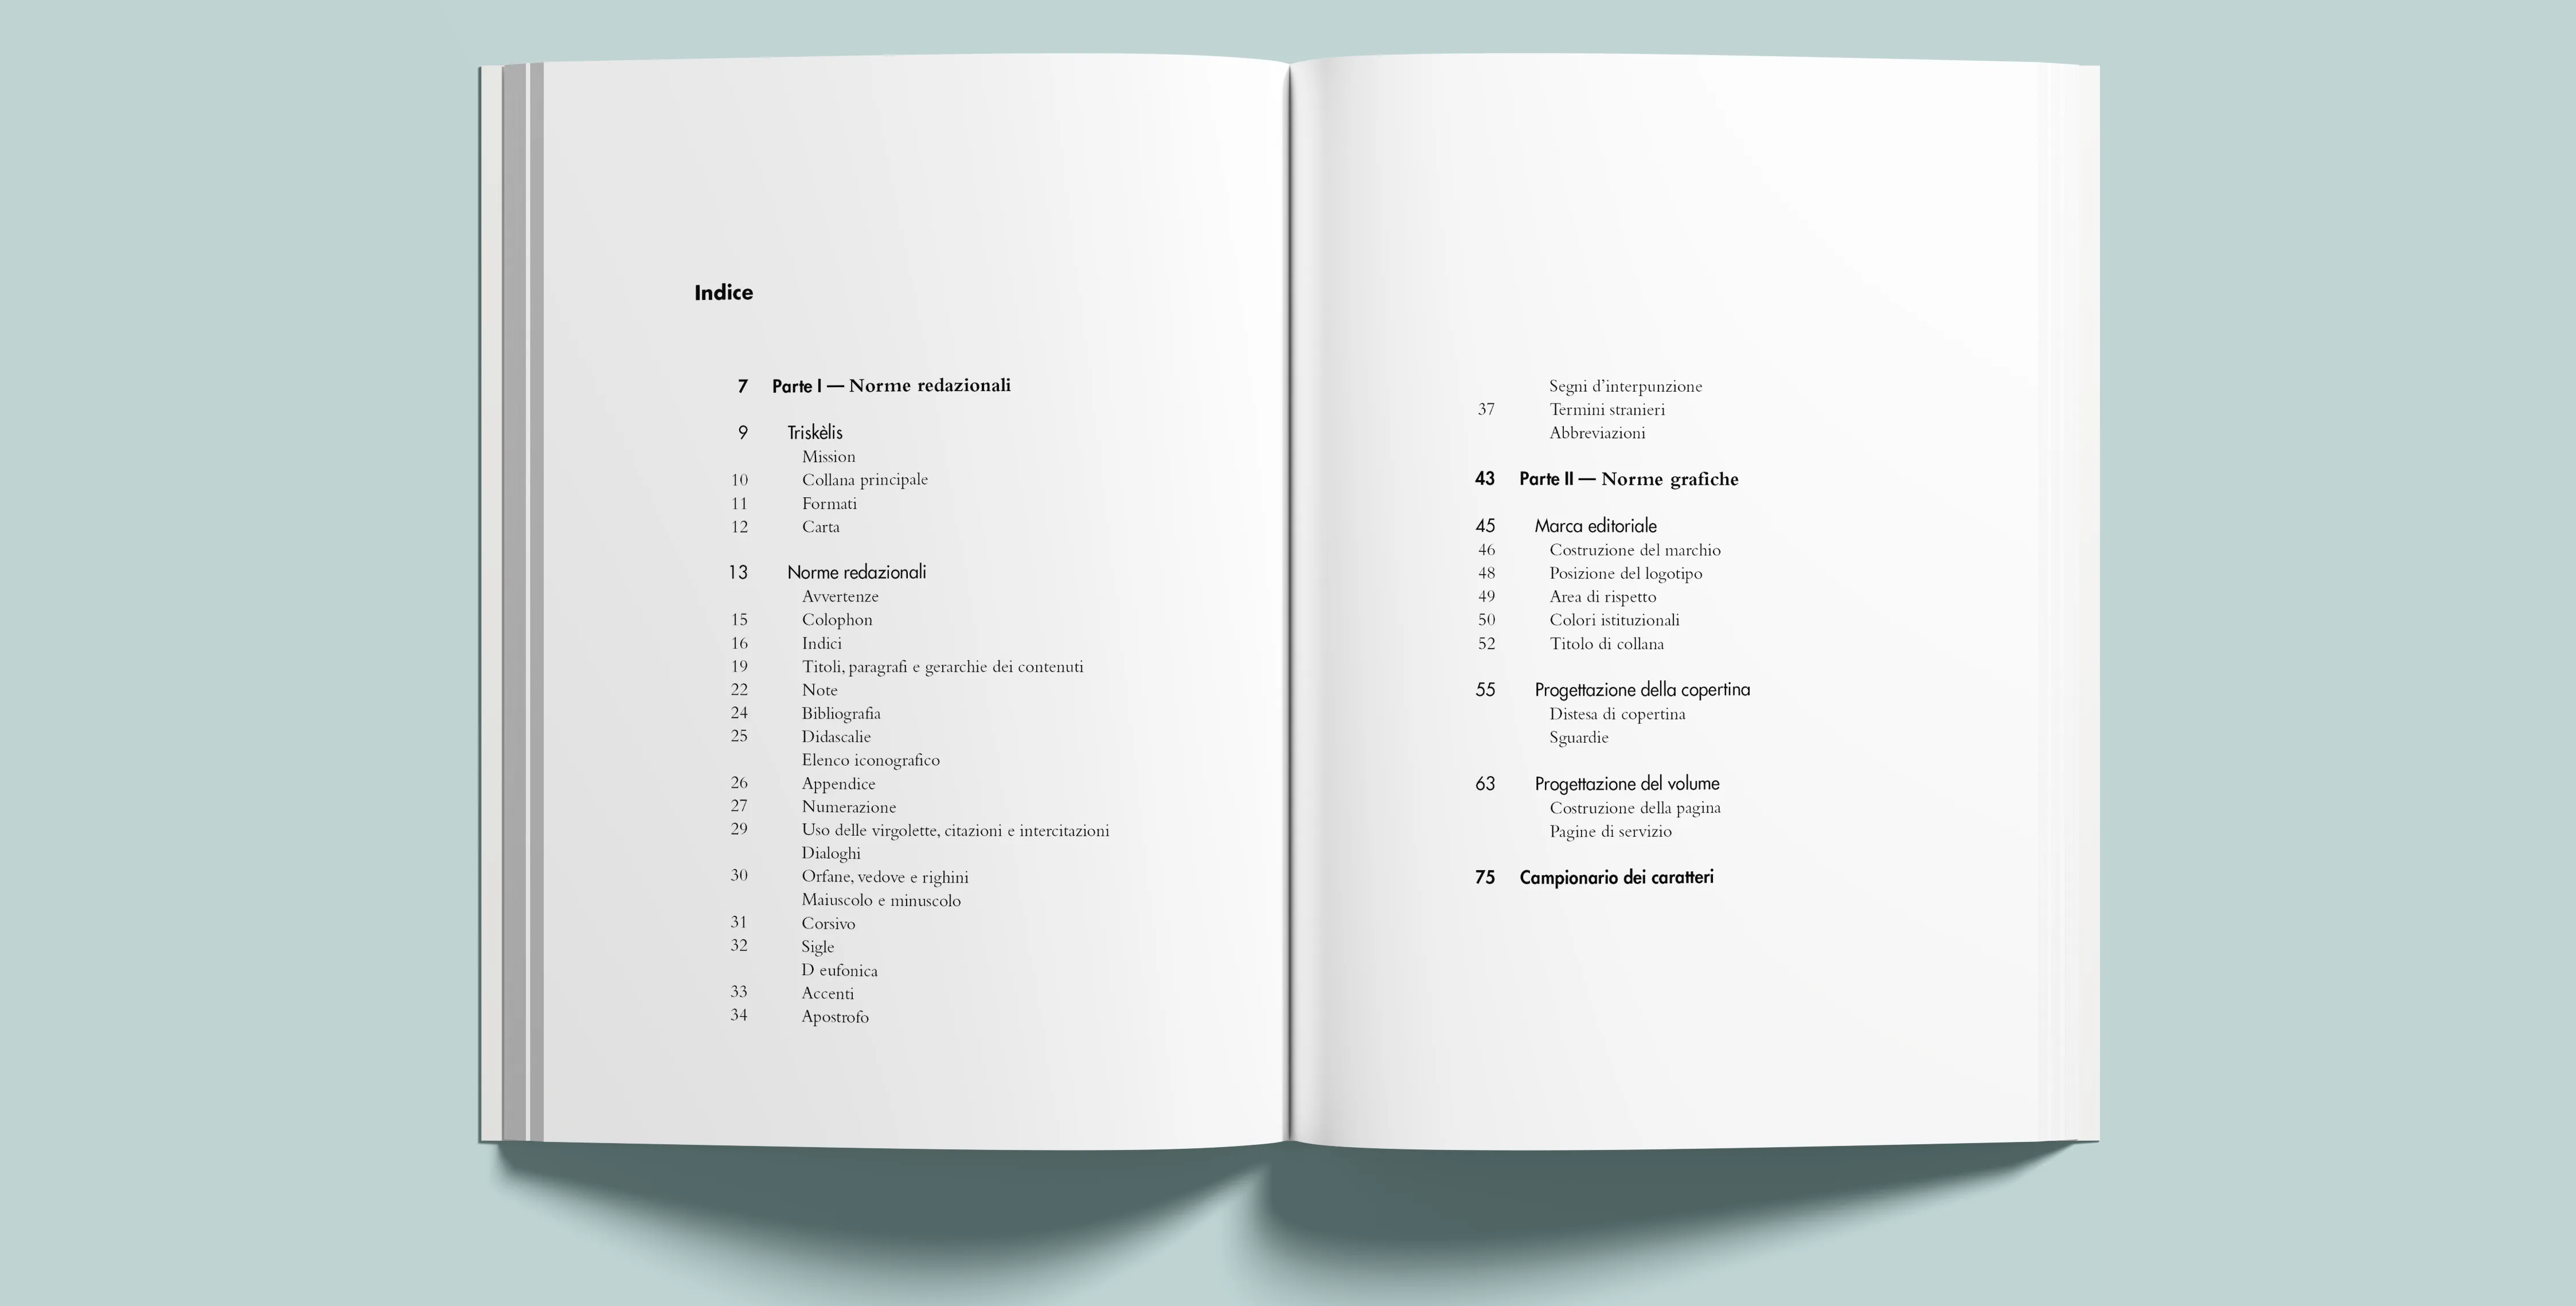 Indice
7 Parte I — Norme redazionali
9 Triskèlis
Mission
10 Collana principale
11 Formati
12 Carta
13 Norme redazionali
Avvertenze
15 Colophon
16 Indici
19 Titoli, paragrafi e gerarchie dei contenuti
22 Note
24 Bibliografia
25 Didascalie
Elenco iconografico
26 Appendice
27 Numerazione
29 Uso delle virgolette, citazioni e intercitazioni
Dialoghi
30 Orfane, vedove e righini
Maiuscolo e minuscolo
31 Corsivo
32 Sigle
D eufonica
33 Accenti
34 Apostrofo
Segni d’interpunzione
37 Termini stranieri
Abbreviazioni
43 Parte II — Norme grafiche
45 Marca editoriale
46 Costruzione del marchio
48 Posizione del logotipo
49 Area di rispetto
50 Colori istituzionali
52 Titolo di collana
55 Progettazione della copertina
Distesa di copertina
Sguardie
63 Progettazione del volume
Costruzione della pagina
Pagine di servizio
75 Campionario dei caratteri